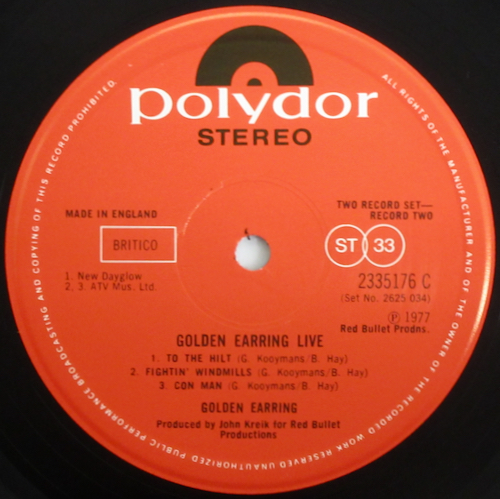 polydor
STEREO
ALL RIGHTS OF THE MANUFACTURER AND OF THE OWNER OF THE RECORDED WORK RESERVED UNAUTHORIZED PUBLIC PERFORMANCE BROADCASTING AND COPYING OF THIS RECORD PROHIBITED.
MADE IN ENGLAND
TWO RECORD SET—
RECORD TWO
BRITICO
ST 33
1. New Dayglow
2, 3. ATV Mus. Ltd.
2335176 C
(Set No. 2625 034)
℗ 1977
Red Bullet Prodns.
GOLDEN EARRING LIVE
1. TO THE HILT (G. Kooymans/B. Hay)
2. FIGHTIN' WINDMILLS (G. Kooymans/B. Hay)
3. CON MAN (G. Kooymans/B. Hay)
GOLDEN EARRING
Produced by John Kreik for Red Bullet
Productions